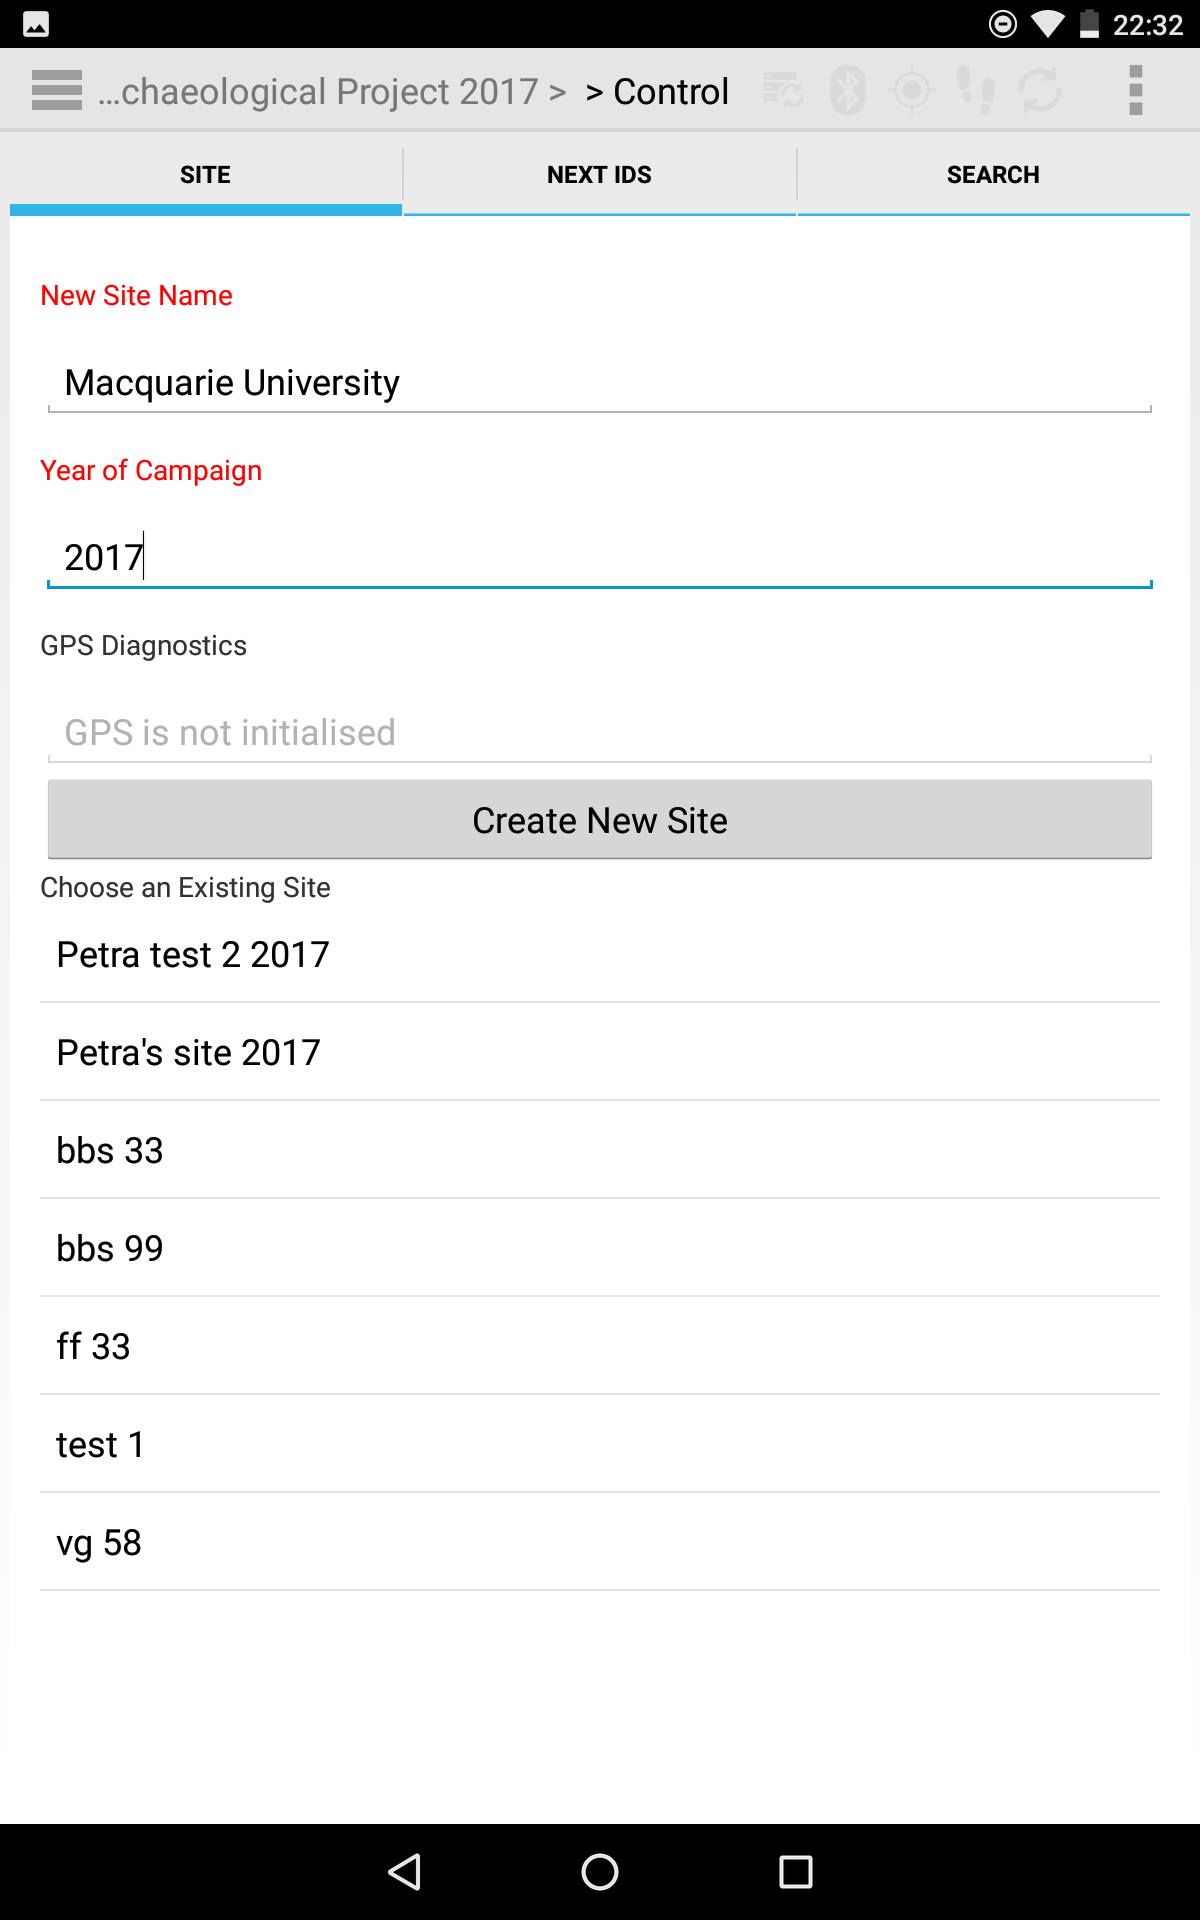 22:32
…chaeological Project 2017 > > Control
SITE
NEXT IDS
SEARCH
New Site Name
Macquarie University
Year of Campaign
2017
GPS Diagnostics
GPS is not initialised
Create New Site
Choose an Existing Site
Petra test 2 2017
Petra's site 2017
bbs 33
bbs 99
ff 33
test 1
vg 58